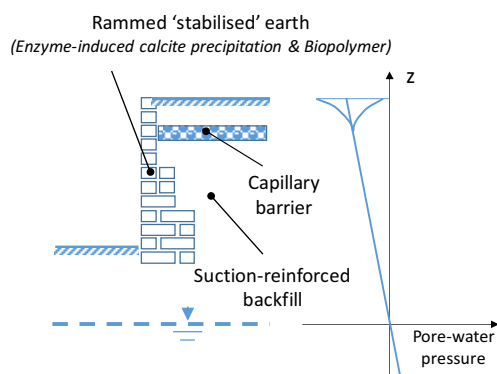 Rammed ‘stabilised’ earth
(Enzyme-induced calcite precipitation & Biopolymer)
z
Capillary
barrier
Suction-reinforced
backfill
Pore-water
pressure